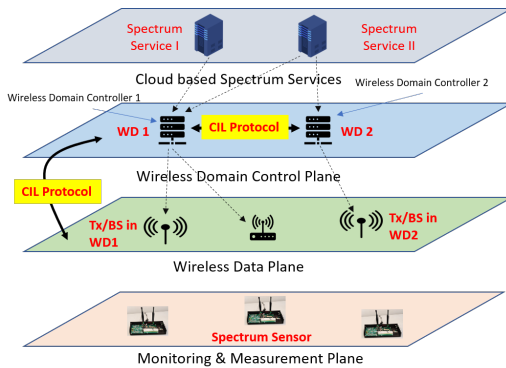 Spectrum
Service I
Spectrum
Service II
Cloud based Spectrum Services
Wireless Domain Controller 1
Wireless Domain Controller 2
WD 1
CIL Protocol
WD 2
Wireless Domain Control Plane
CIL Protocol
Tx/BS in
WD1
Tx/BS in
WD2
Wireless Data Plane
Spectrum Sensor
Monitoring & Measurement Plane